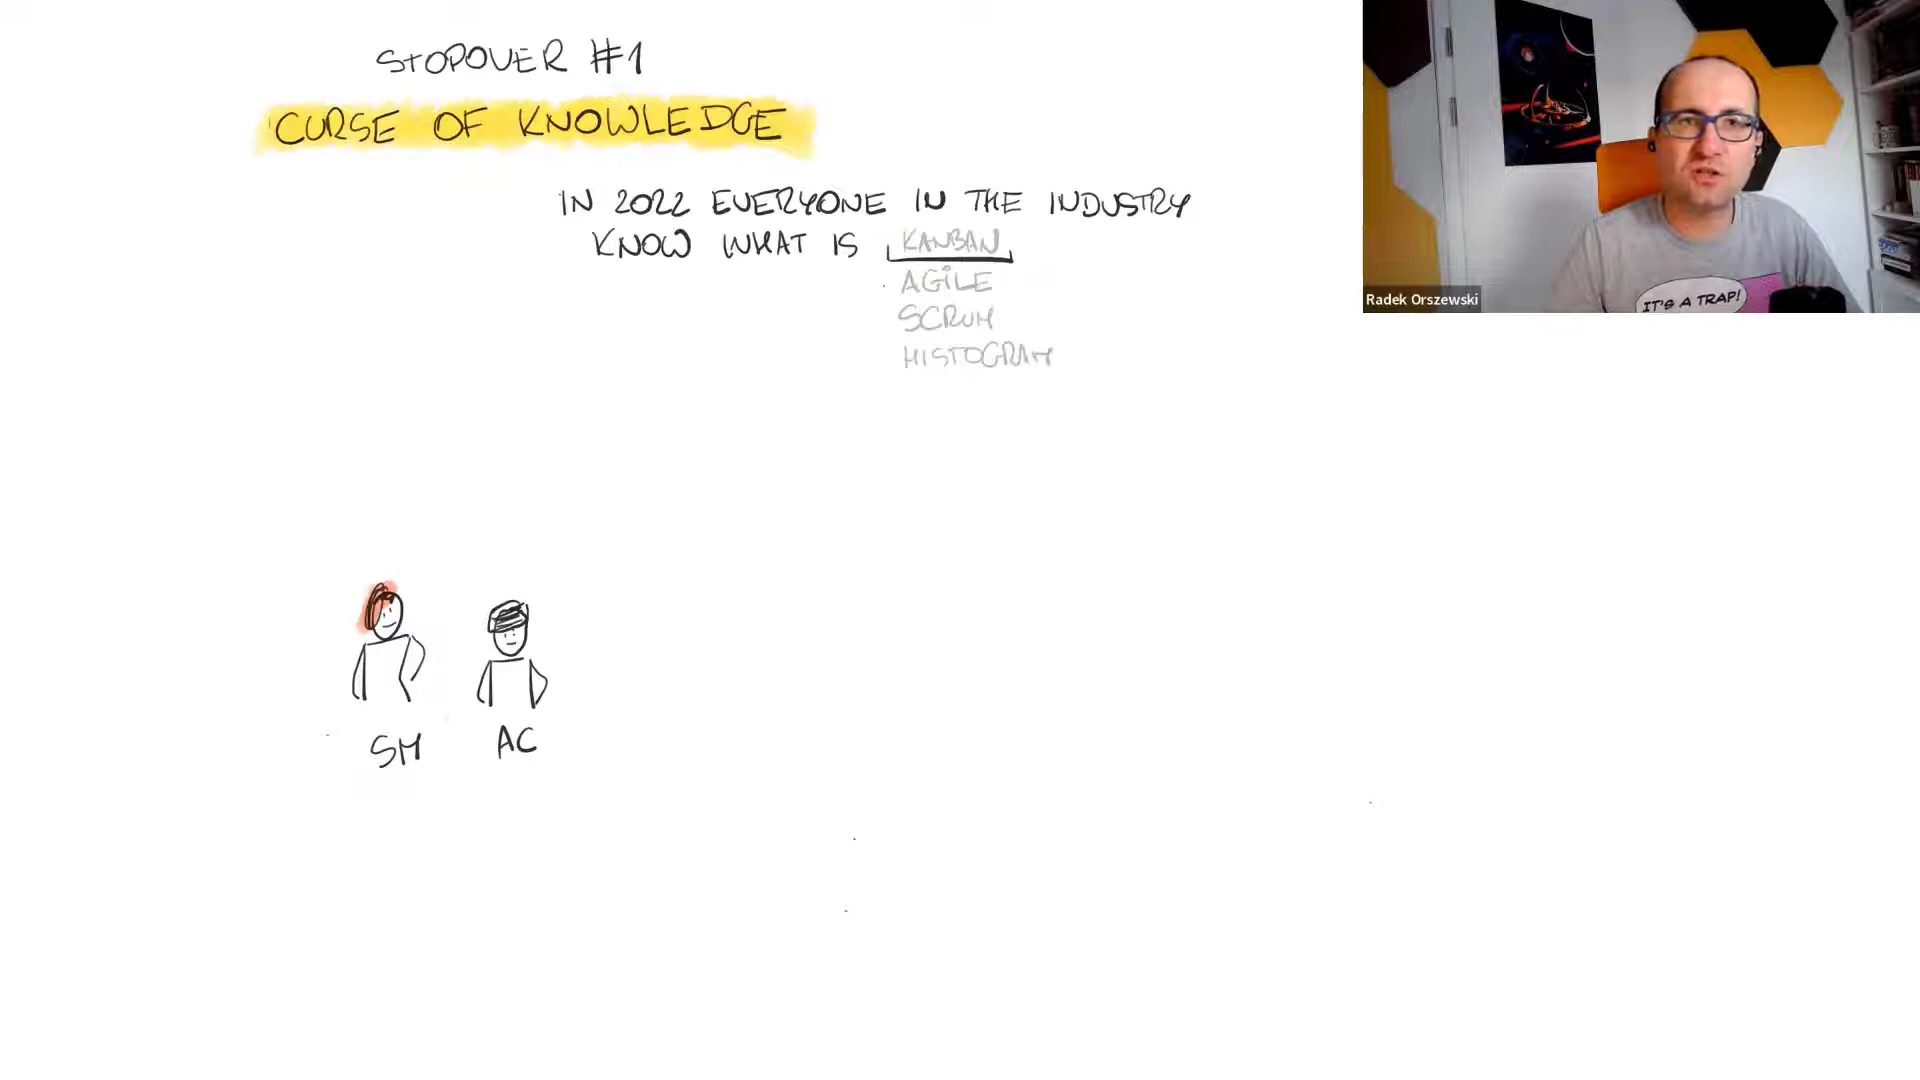 STOPOVER #1
CURSE OF KNOWLEDGE
IN 2022 EVERYONE IN THE INDUSTRY
KNOW WHAT IS KANBAN
AGILE
SCRUM
HISTOGRAM
SM
AC
Radek Orszewski
IT'S A TRAP!